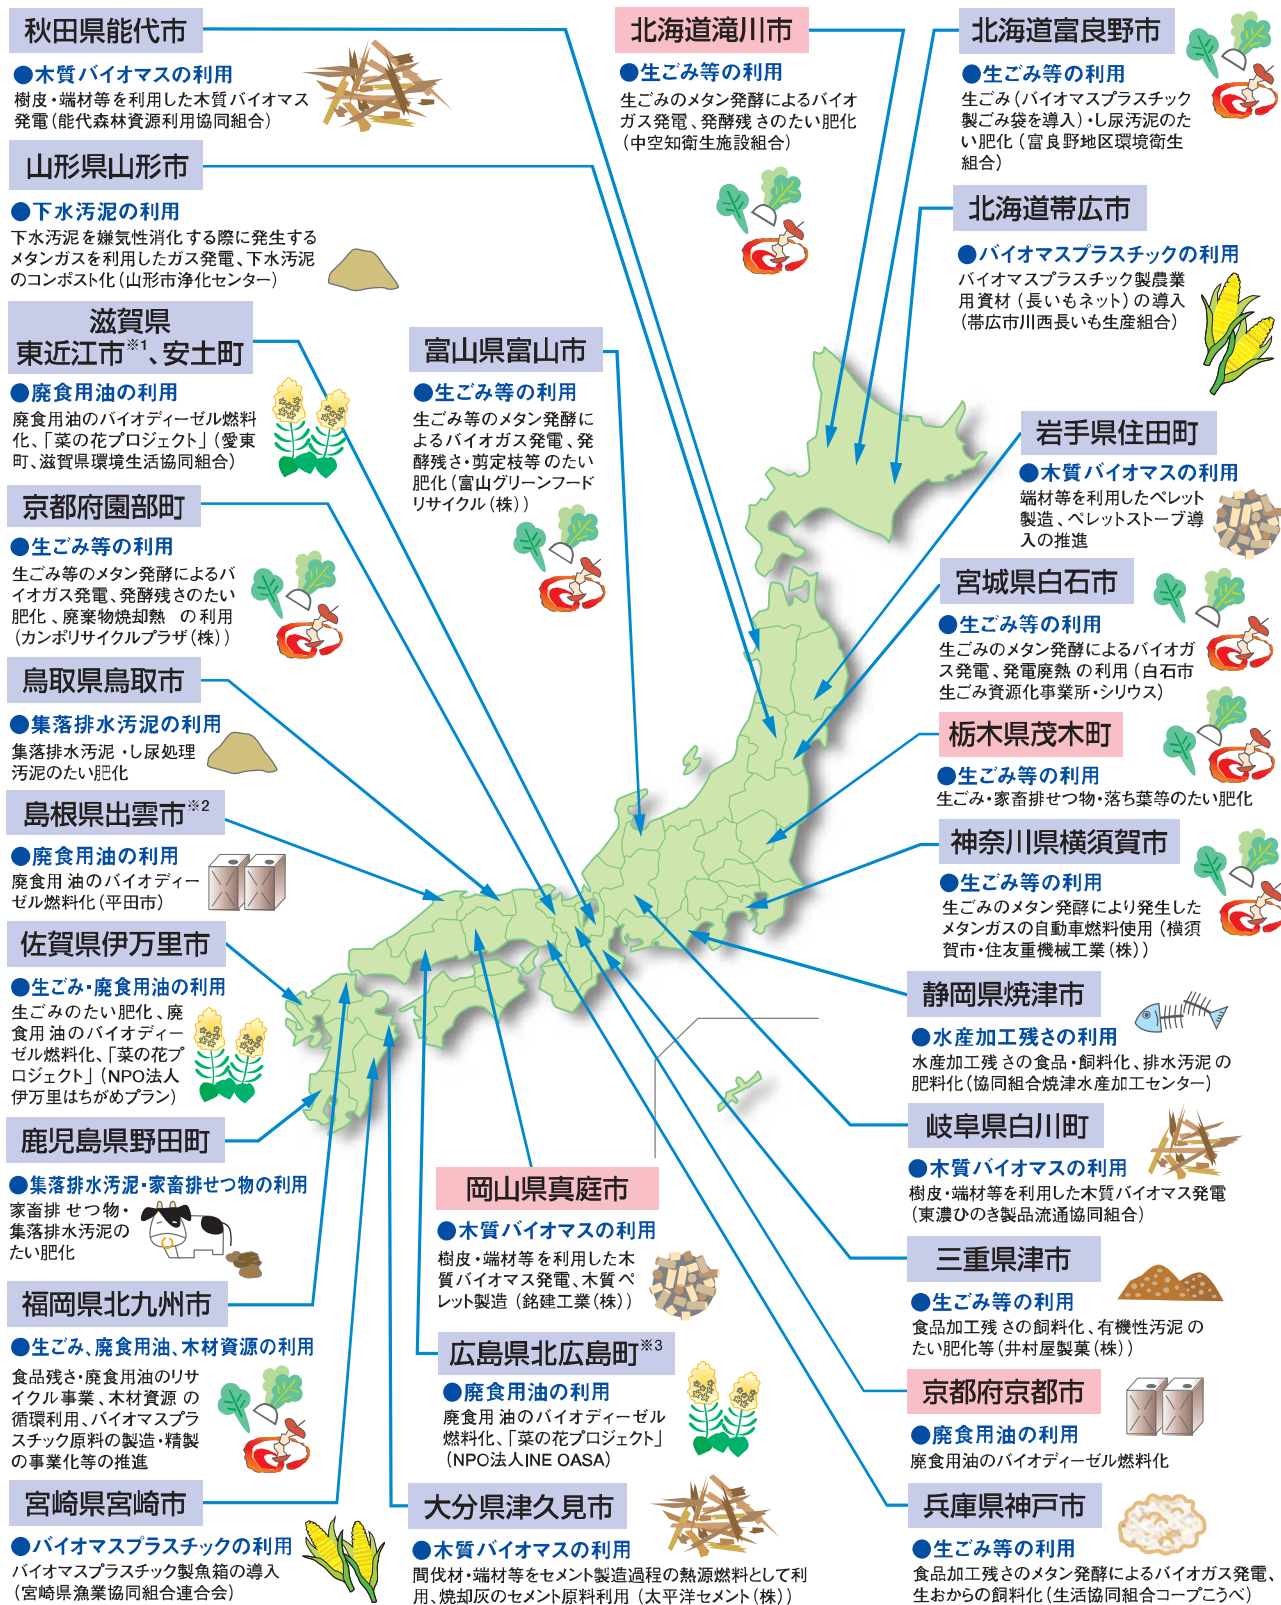 秋田県能代市
●木質バイオマスの利用
樹皮・端材等を利用した木質バイオマス
発電(能代森林資源利用協同組合)
山形県山形市
●下水汚泥の利用
下水汚泥を嫌気性消化する際に発生する
メタンガスを利用したガス発電、下水汚泥
のコンポスト化(山形市浄化センター)
滋賀県
東近江市※1、安土町
●廃食用油の利用
廃食用油のバイオディーゼル燃料
化、「菜の花プロジェクト」(愛東
町、滋賀県環境生活協同組合)
京都府園部町
●生ごみ等の利用
生ごみ等のメタン発酵によるバ
イオガス発電、発酵残さのたい
肥化、廃棄物焼却熱 の利用
(カンポリサイクルプラザ(株))
鳥取県鳥取市
●集落排水汚泥の利用
集落排水汚泥・し尿処理
汚泥のたい肥化
島根県出雲市※2
●廃食用油の利用
廃食用油のバイオディー
ゼル燃料化(平田市)
佐賀県伊万里市
●生ごみ・廃食用油の利用
生ごみのたい肥化、廃
食用油のバイオディー
ゼル燃料化、「菜の花プ
ロジェクト」(NPO法人
伊万里はちがめプラン)
鹿児島県野田町
●集落排水汚泥・家畜排せつ物の利用
家畜排せつ物・
集落排水汚泥の
たい肥化
福岡県北九州市
●生ごみ、廃食用油、木材資源の利用
食品残さ・廃食用油のリサ
イクル事業、木材資源の
循環利用、バイオマスプラ
スチック原料の製造・精製
の事業化等の推進
宮崎県宮崎市
●バイオマスプラスチックの利用
バイオマスプラスチック製魚箱の導入
(宮崎県漁業協同組合連合会)
富山県富山市
●生ごみ等の利用
生ごみ等のメタン発酵に
よるバイオガス発電、発
酵残さ・剪定枝等のたい
肥化(富山グリーンフード
リサイクル(株))
岡山県真庭市
●木質バイオマスの利用
樹皮・端材等を利用した木
質バイオマス発電、木質ペ
レット製造(銘建工業(株))
広島県北広島町※3
●廃食用油の利用
廃食用油のバイオディーゼル
燃料化、「菜の花プロジェクト」
(NPO法人INE OASA)
大分県津久見市
●木質バイオマスの利用
間伐材・端材等をセメント製造過程の熱源燃料として利
用、焼却灰のセメント原料利用(太平洋セメント(株))
北海道滝川市
●生ごみ等の利用
生ごみのメタン発酵によるバイオ
ガス発電、発酵残さのたい肥化
(中空知衛生施設組合)
北海道富良野市
●生ごみ等の利用
生ごみ(バイオマスプラスチック
製ごみ袋を導入)・し尿汚泥のた
い肥化(富良野地区環境衛生
組合)
北海道帯広市
●バイオマスプラスチックの利用
バイオマスプラスチック製農業
用資材(長いもネット)の導入
(帯広市川西長いも生産組合)
岩手県住田町
●木質バイオマスの利用
端材等を利用したペレット
製造、ペレットストーブ導
入の推進
宮城県白石市
●生ごみ等の利用
生ごみのメタン発酵によるバイオガ
ス発電、発電廃熱の利用(白石市
生ごみ資源化事業所・シリウス)
栃木県茂木町
●生ごみ等の利用
生ごみ・家畜排せつ物・落ち葉等のたい肥化
神奈川県横須賀市
●生ごみ等の利用
生ごみのメタン発酵により発生した
メタンガスの自動車燃料使用(横須
賀市・住友重機械工業(株))
静岡県焼津市
●水産加工残さの利用
水産加工残さの食品・飼料化、排水汚泥の
肥料化(協同組合焼津水産加工センター)
岐阜県白川町
●木質バイオマスの利用
樹皮・端材等を利用した木質バイオマス発電
(東濃ひのき製品流通協同組合)
三重県津市
●生ごみ等の利用
食品加工残さの飼料化、有機性汚泥の
たい肥化等(井村屋製菓(株))
京都府京都市
●廃食用油の利用
廃食用油のバイオディーゼル燃料化
兵庫県神戸市
●生ごみ等の利用
食品加工残さのメタン発酵によるバイオガス発電、
生おからの飼料化(生活協同組合コープこうべ)